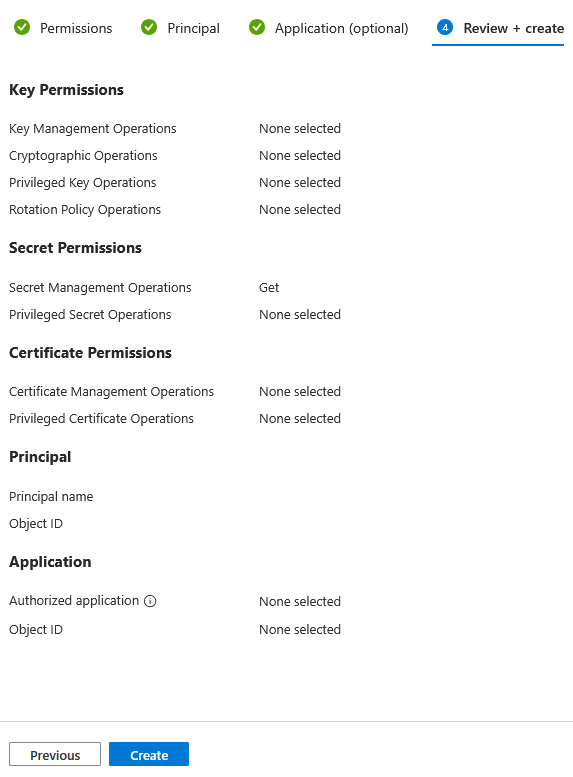 Permissions Principal Application (optional) 4 Review + create
Key Permissions
Key Management Operations None selected
Cryptographic Operations None selected
Privileged Key Operations None selected
Rotation Policy Operations None selected
Secret Permissions
Secret Management Operations Get
Privileged Secret Operations None selected
Certificate Permissions
Certificate Management Operations None selected
Privileged Certificate Operations None selected
Principal
Principal name
Object ID
Application
Authorized application None selected
Object ID None selected
Previous Create